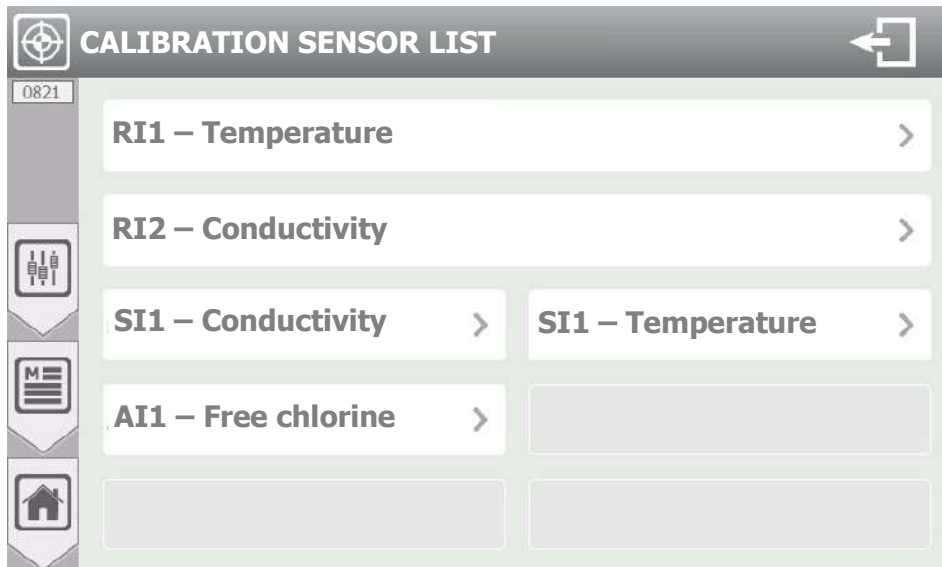 CALIBRATION SENSOR LIST
0821
RI1 – Temperature
RI2 – Conductivity
SI1 – Conductivity
SI1 – Temperature
M
AI1 – Free chlorine